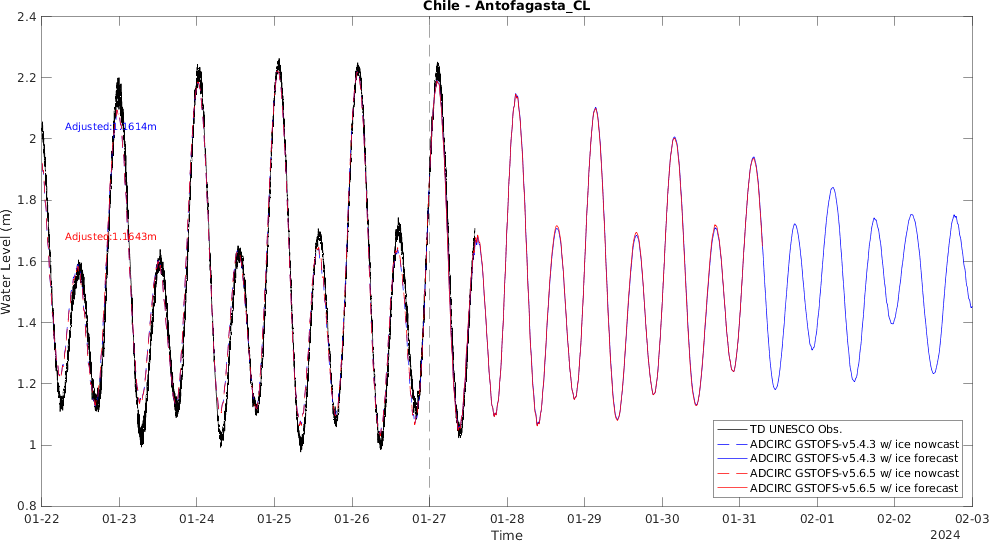 Chile - Antofagasta_CL
2.4
2.2
2
1.8
1.6
1.4
1.2
1
0.8
Water Level (m)
Adjusted:1.1614m
Adjusted:1.1643m
TD UNESCO Obs.
ADCIRC GSTOFS-v5.4.3 w/ ice nowcast
ADCIRC GSTOFS-v5.4.3 w/ ice forecast
ADCIRC GSTOFS-v5.6.5 w/ ice nowcast
ADCIRC GSTOFS-v5.6.5 w/ ice forecast
01-22 01-23 01-24 01-25 01-26 01-27 01-28 01-29 01-30 01-31 02-01 02-02 02-03
Time
2024